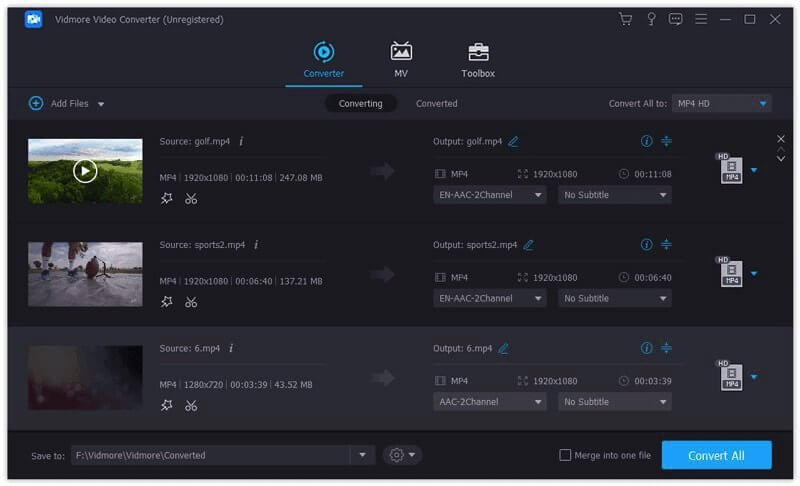 Vidmore Video Converter (Unregistered)
Converter
MV
Toolbox
Add Files
Converting
Converted
Convert All to:
MP4 HD
Source: golf.mp4
Output: golf.mp4
MP4 | 1920x1080 | 00:11:08 | 247.08 MB
MP4
1920x1080
00:11:08
EN-AAC-2Channel
No Subtitle
HD
MP4
Source: sports2.mp4
Output: sports2.mp4
MP4 | 1920x1080 | 00:06:40 | 137.21 MB
MP4
1920x1080
00:06:40
EN-AAC-2Channel
No Subtitle
HD
MP4
Source: 6.mp4
Output: 6.mp4
MP4 | 1280x720 | 00:03:39 | 43.52 MB
MP4
1920x1080
00:03:39
AAC-2Channel
No Subtitle
HD
MP4
Save to:
F:\Vidmore\Vidmore\Converted
Merge into one file
Convert All